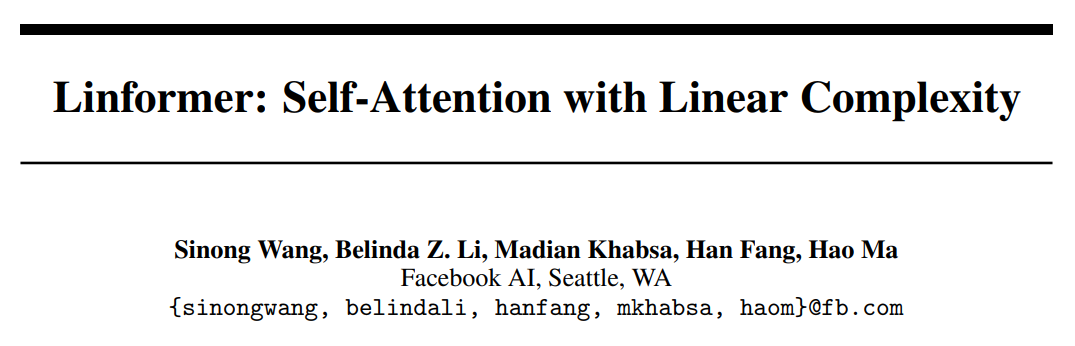 Linformer: Self-Attention with Linear Complexity
Sinong Wang, Belinda Z. Li, Madian Khabsa, Han Fang, Hao Ma
Facebook AI, Seattle, WA
{sinongwang, belindali, hanfang, mkhabsa, haom}@fb.com